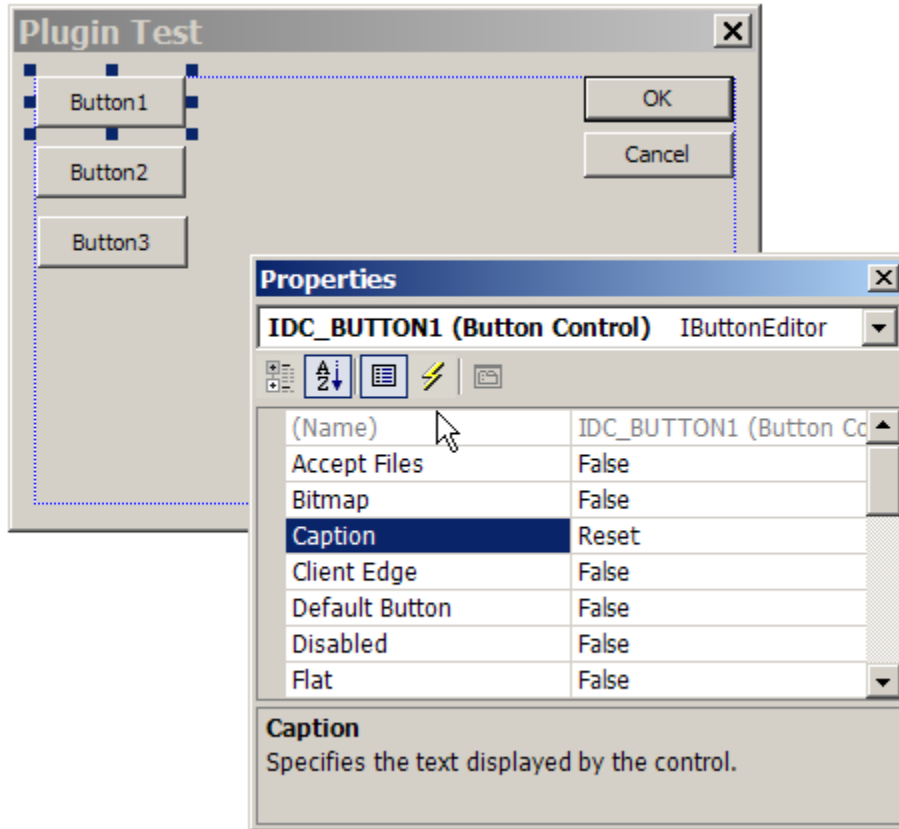 Plugin Test
Button1
OK
Cancel
Button2
Button3
Properties
IDC_BUTTON1 (Button Control) IButtonEditor
(Name) IDC_BUTTON1 (Button Co
Accept Files False
Bitmap False
Caption Reset
Client Edge False
Default Button False
Disabled False
Flat False
Caption
Specifies the text displayed by the control.